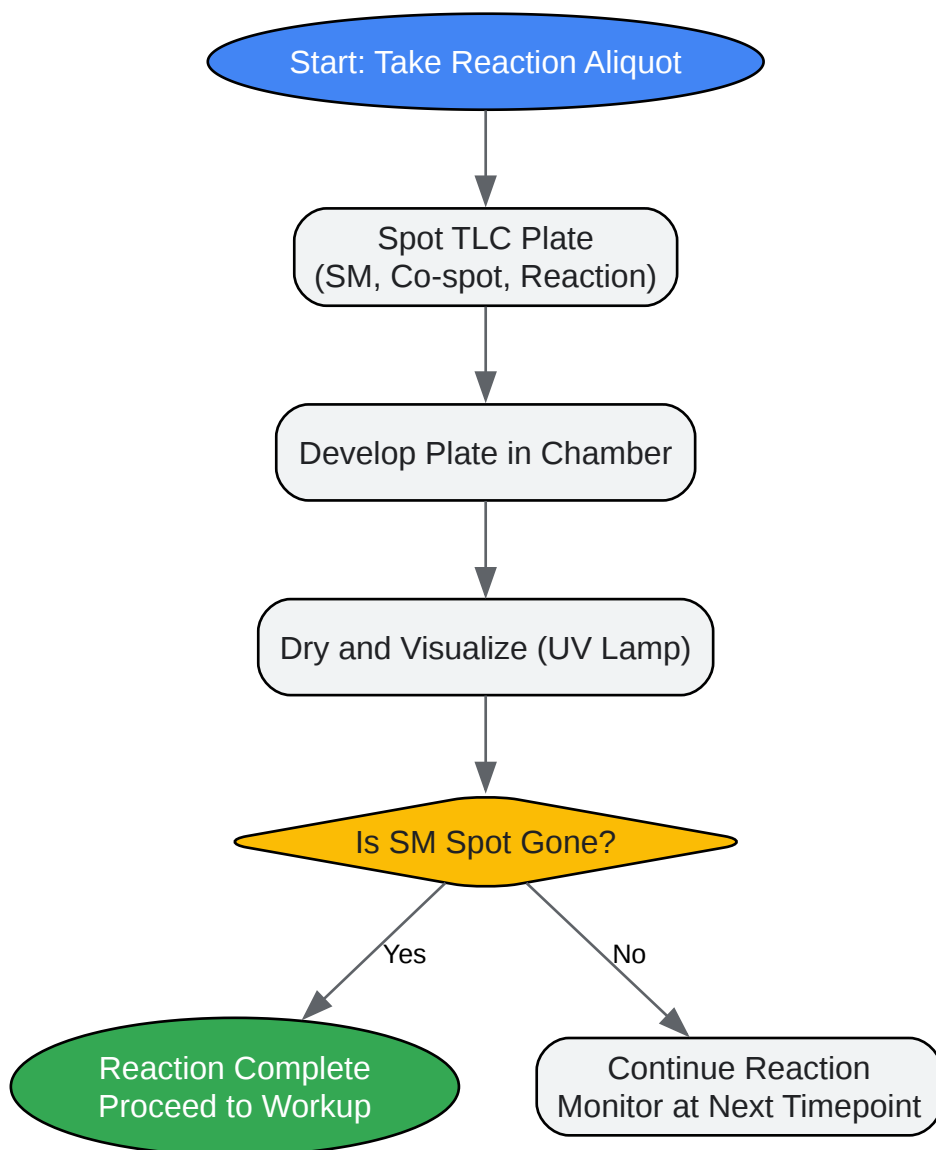 Start: Take Reaction Aliquot
Spot TLC Plate
(SM, Co-spot, Reaction)
Develop Plate in Chamber
Dry and Visualize (UV Lamp)
Is SM Spot Gone?
Yes
No
Reaction Complete
Proceed to Workup
Continue Reaction
Monitor at Next Timepoint